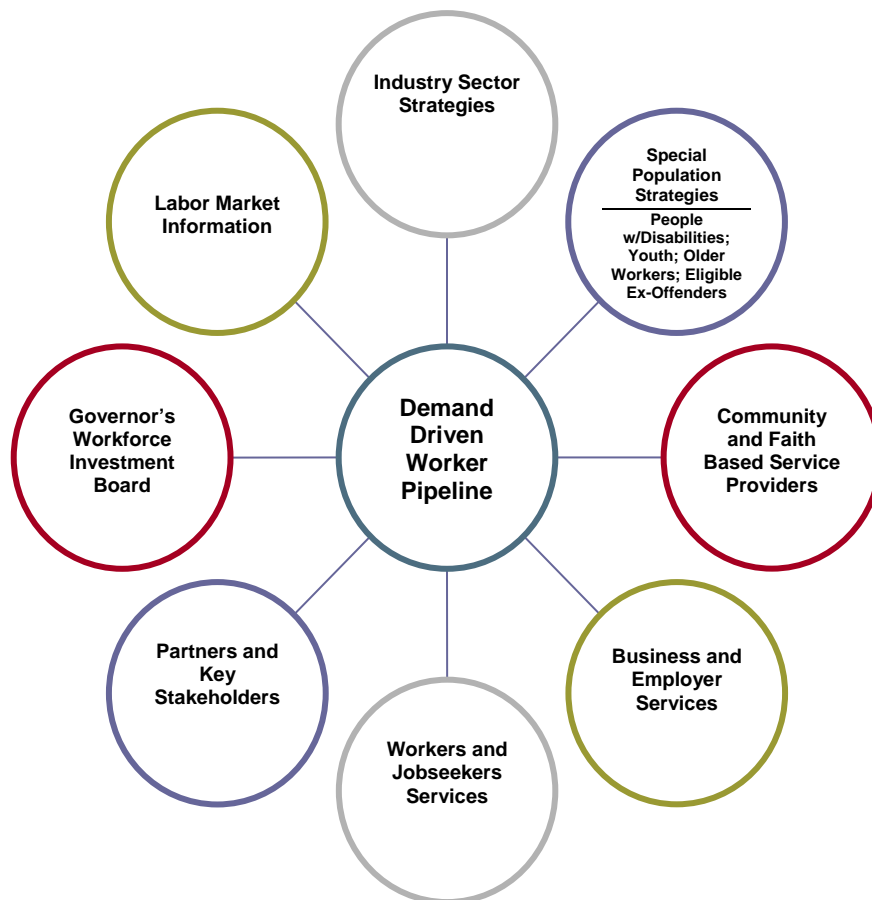 Industry Sector
Strategies
Special
Population
Strategies
People
w/Disabilities;
Youth; Older
Workers; Eligible
Ex-Offenders
Labor Market
Information
Demand
Driven
Worker
Pipeline
Governor’s
Workforce
Investment
Board
Community
and Faith
Based Service
Providers
Partners and
Key
Stakeholders
Business and
Employer
Services
Workers and
Jobseekers
Services